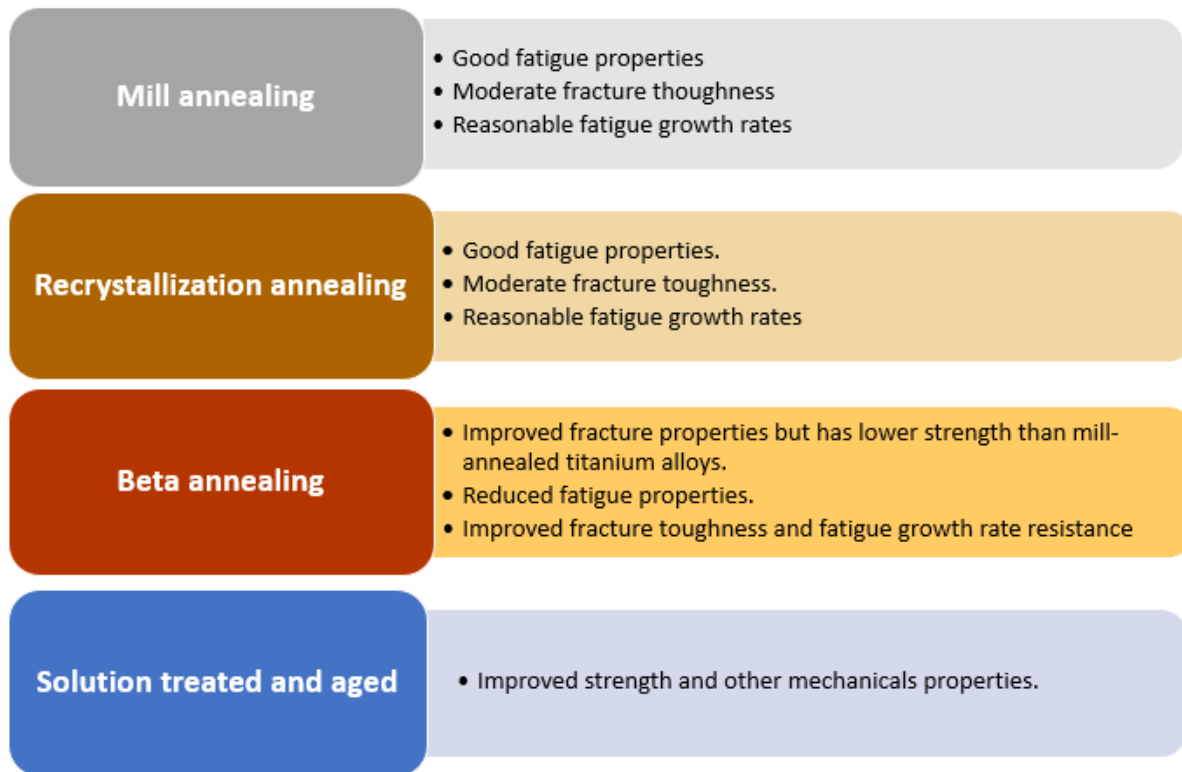 Mill annealing
• Good fatigue properties
• Moderate fracture thoughness
• Reasonable fatigue growth rates
Recrystallization annealing
• Good fatigue properties.
• Moderate fracture toughness.
• Reasonable fatigue growth rates
Beta annealing
• Improved fracture properties but has lower strength than mill-
annealed titanium alloys.
• Reduced fatigue properties.
• Improved fracture toughness and fatigue growth rate resistance
Solution treated and aged
• Improved strength and other mechanicals properties.